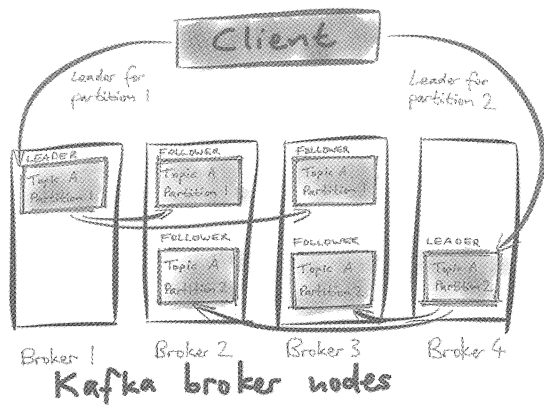 Client
Leader for
partition 1
Leader for
partition 2
LEADER
Topic A
Partition 1
FOLLOWER
Topic A
Partition 1
FOLLOWER
Topic A
Partition 1
FOLLOWER
Topic A
Partition 2
FOLLOWER
Topic A
Partition 2
LEADER
Topic A
Partition 2
Broker 1
Broker 2
Broker 3
Broker 4
Kafka broker nodes